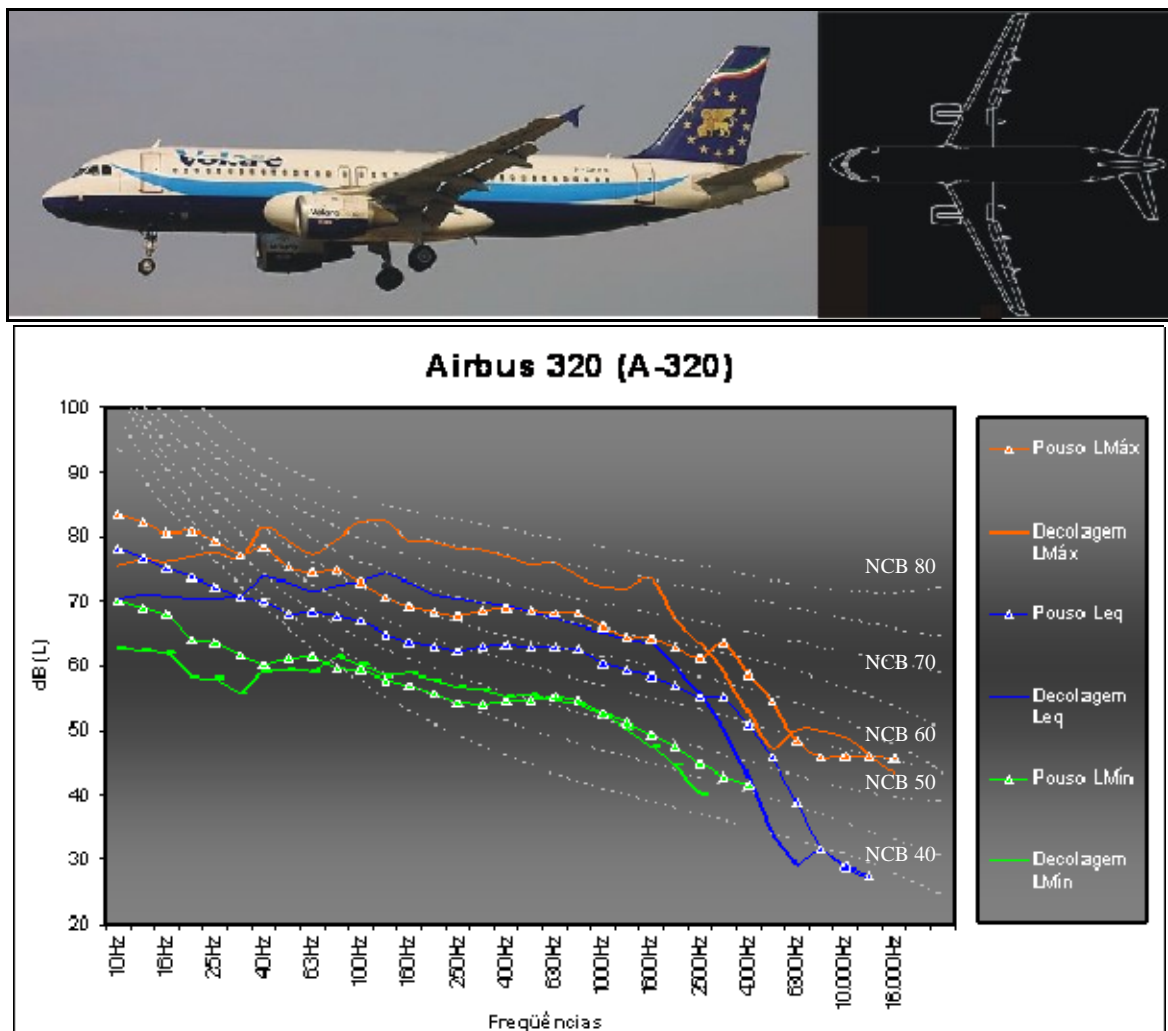 Volare
Volare
Airbus 320 (A-320)
100
90
80
70
60
50
40
30
20
dB(L)
NCB 80
NCB 70
NCB 60
NCB 50
NCB 40
10Hz
16Hz
25Hz
40Hz
63Hz
100Hz
160Hz
250Hz
400Hz
630Hz
1000Hz
1600Hz
2500Hz
4000Hz
6300Hz
10.000Hz
16.000Hz
Freqüências
Pouso LMáx
Decolagem
LMáx
Pouso Leq
Decolagem
Leq
Pouso LMín
Decolagem
LMín